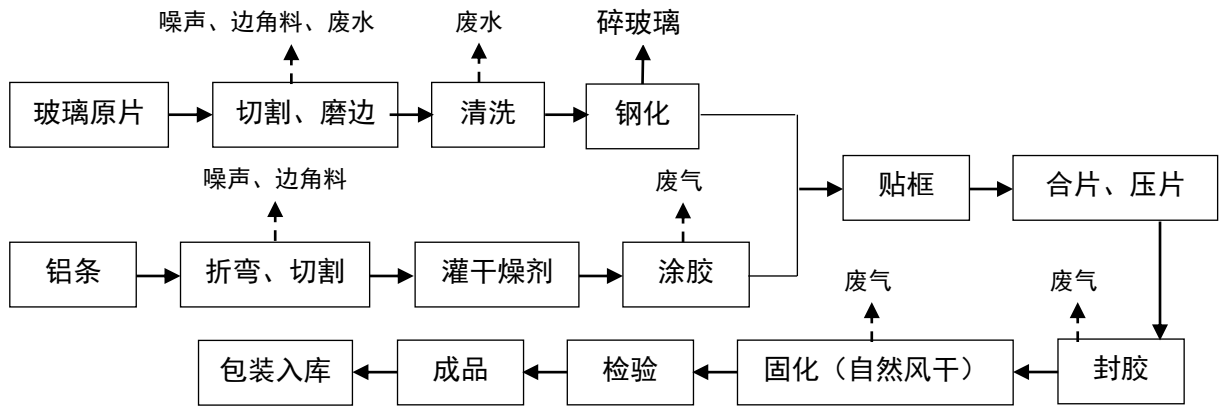 噪声、边角料、废水
废水
碎玻璃
玻璃原片
切割、磨边
清洗
钢化
噪声、边角料
废气
贴框
合片、压片
铝条
折弯、切割
灌干燥剂
涂胶
废气
废气
包装入库
成品
检验
固化（自然风干）
封胶